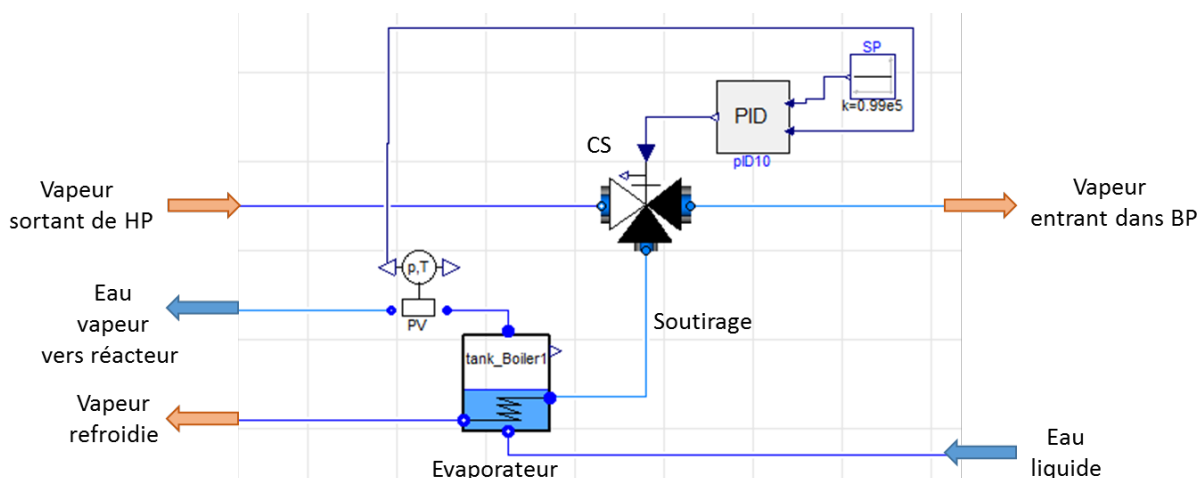 SP
PID
k=0.99e5
CS
pID10
Vapeur
sortant de HP
Vapeur
entrant dans BP
p,T
Eau
vapeur
vers réacteur
PV
Soutirage
tank_Boiler1
Vapeur
refroidie
Eau
liquide
Evaporateur